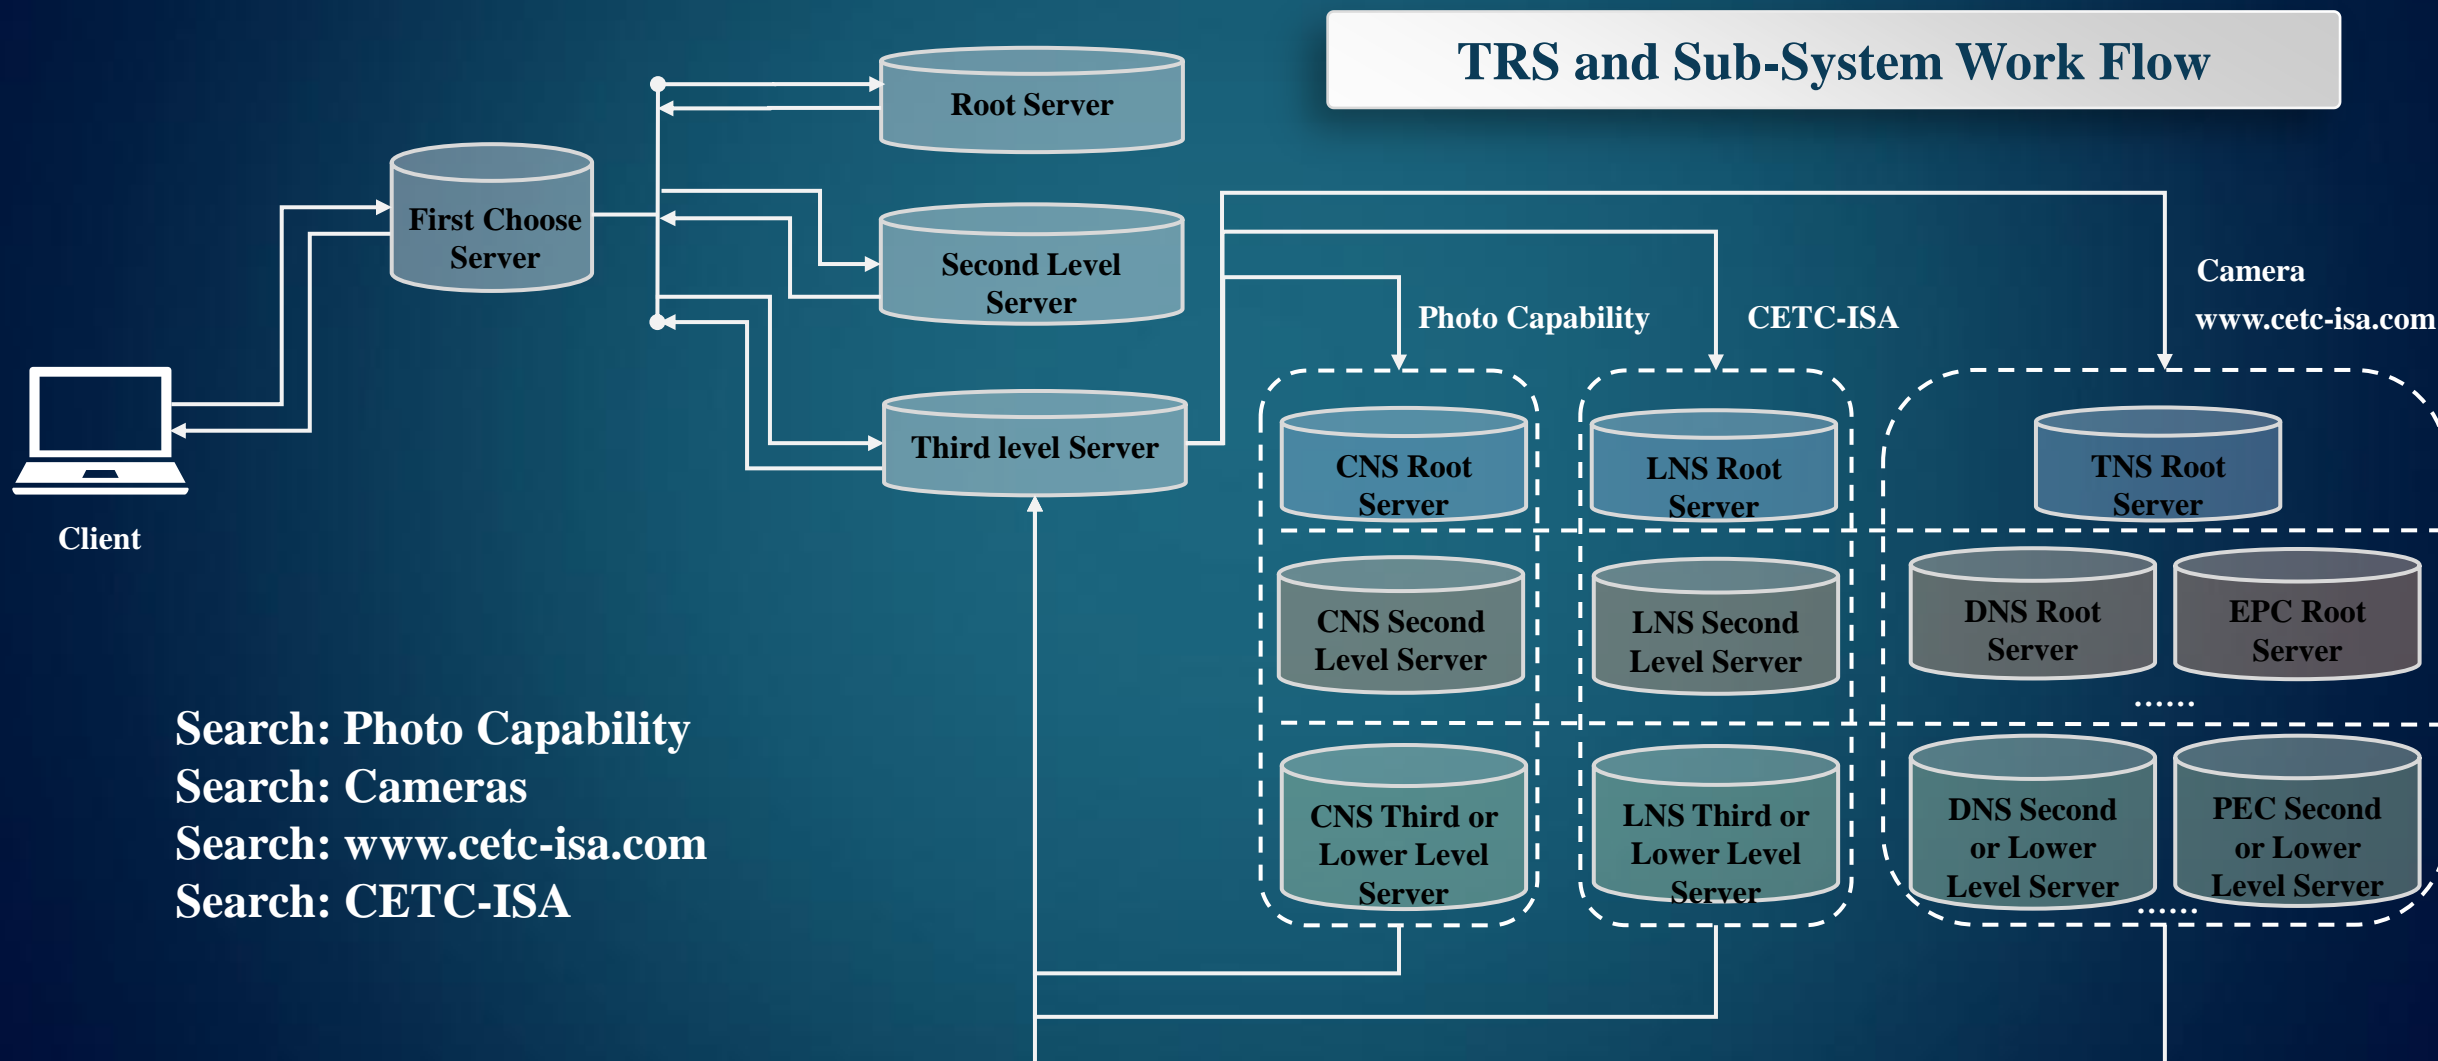 TRS and Sub-System Work Flow
Root Server
First Choose
Server
Second Level
Server
Third level Server
Client
Photo Capability
CETC-ISA
Camera
www.cetc-isa.com
CNS Root
Server
LNS Root
Server
TNS Root
Server
CNS Second
Level Server
LNS Second
Level Server
DNS Root
Server
EPC Root
Server
......
CNS Third or
Lower Level
Server
LNS Third or
Lower Level
Server
DNS Second
or Lower
Level Server
PEC Second
or Lower
Level Server
......
Search: Photo Capability
Search: Cameras
Search: www.cetc-isa.com
Search: CETC-ISA